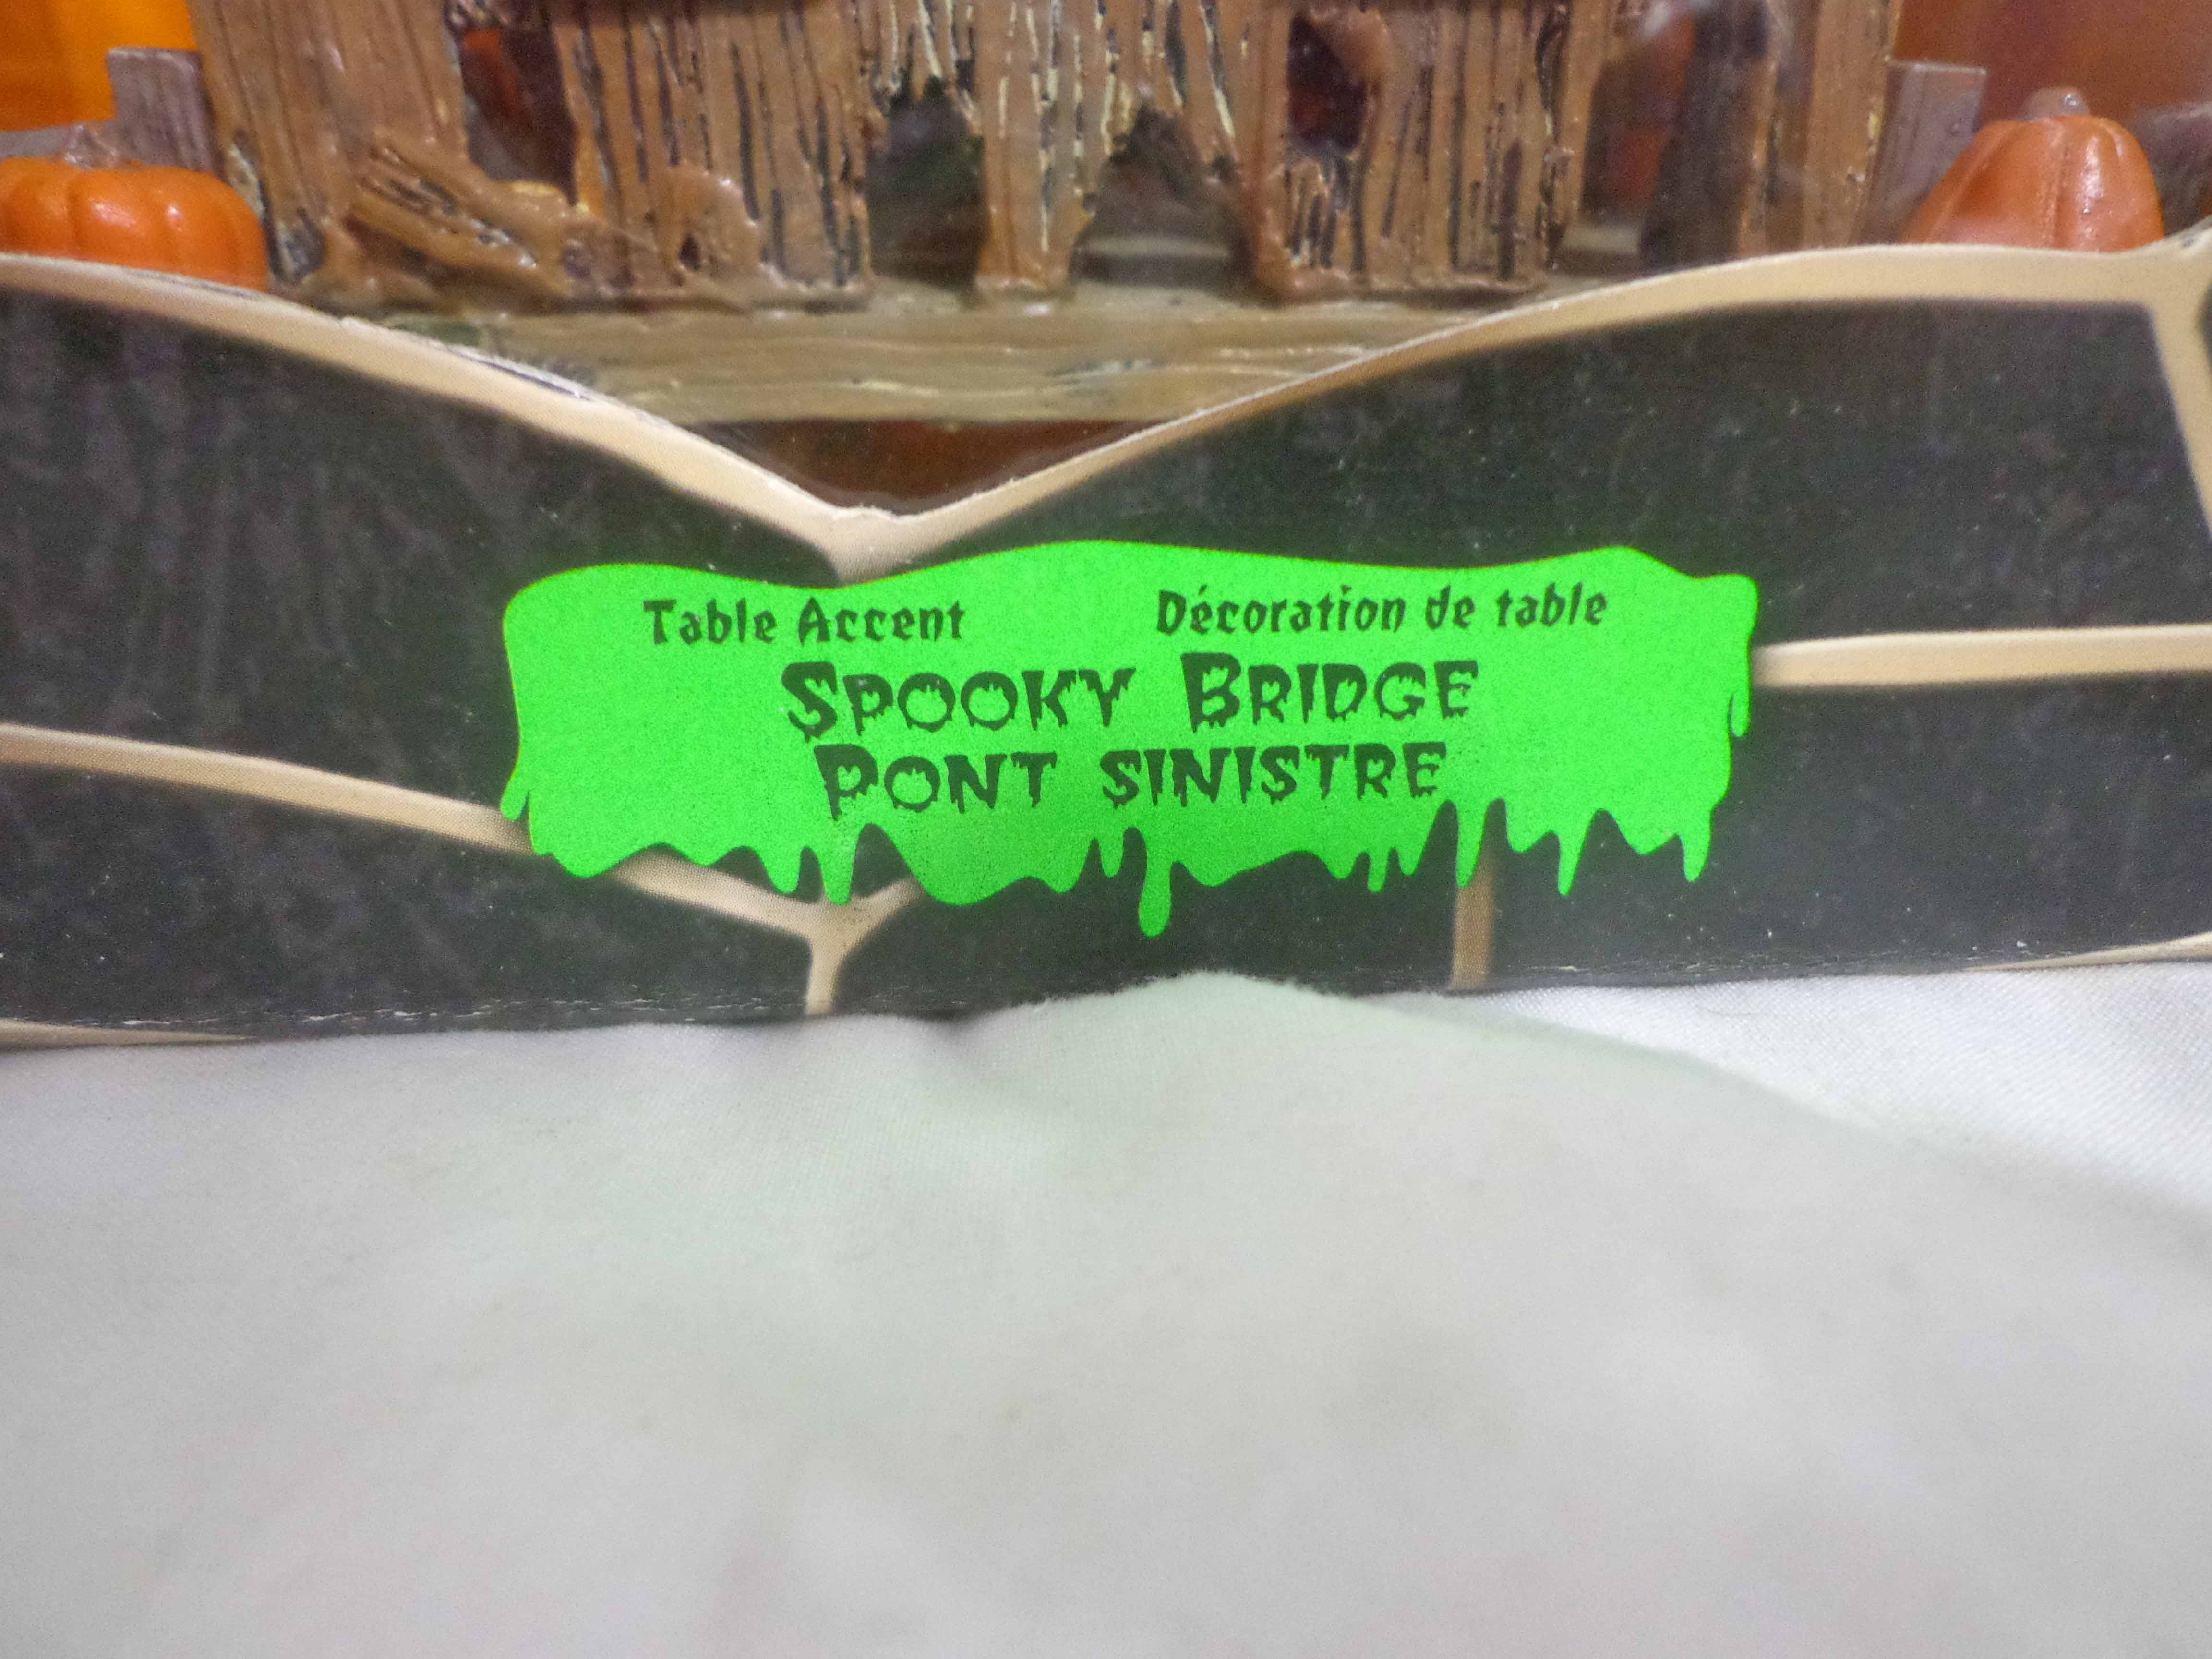 Table Accent Décoration de table
SPOOKY BRIDGE
PONT SINISTRE